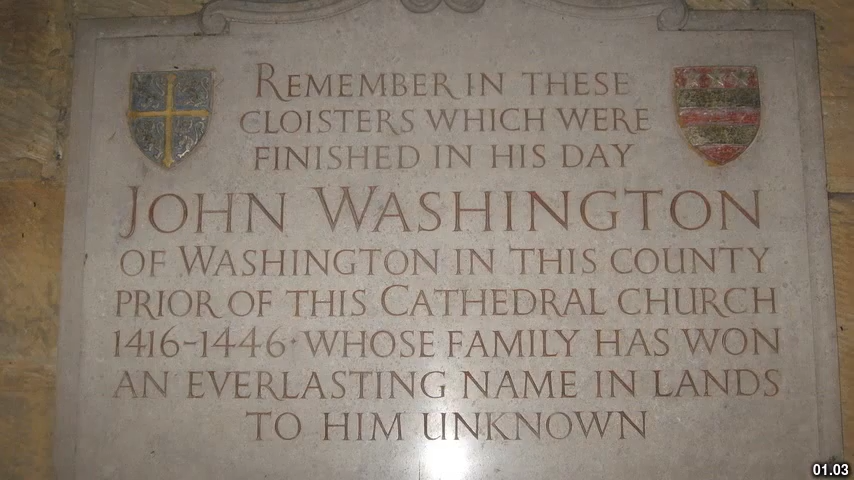 REMEMBER IN THESE
CLOISTERS WHICH WERE
FINISHED IN HIS DAY
JOHN WASHINGTON
OF WASHINGTON IN THIS COUNTY
PRIOR OF THIS CATHEDRAL CHURCH
1416-1446· WHOSE FAMILY HAS WON
AN EVERLASTING NAME IN LANDS
TO HIM UNKNOWN
01.03